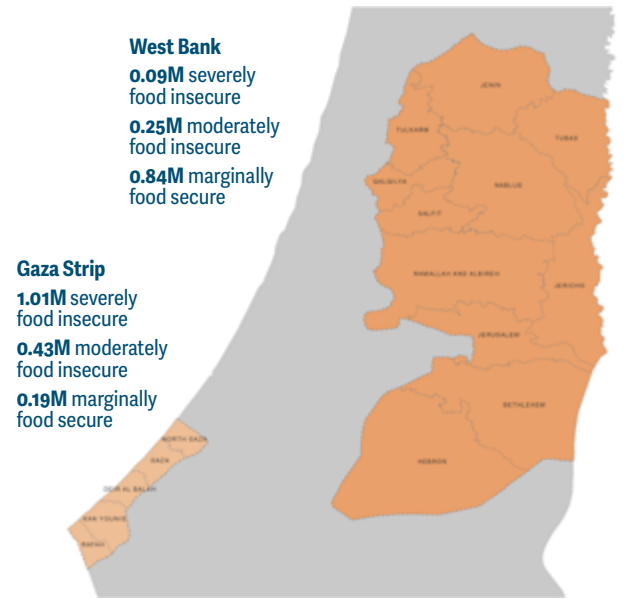 West Bank
0.09M severely
food insecure
0.25M moderately
food insecure
0.84M marginally
food secure
Gaza Strip
1.01M severely
food insecure
0.43M moderately
food insecure
0.19M marginally
food secure
JENIN
TULKARM
TUBAS
QALQILYA
NABLUS
SALFIT
RAMALLAH AND ALBIREH
JERICHO
JERUSALEM
BETHLEHEM
HEBRON
NORTH GAZA
GAZA
DEIR AL BALAH
KAN YOUNIS
RAFAH